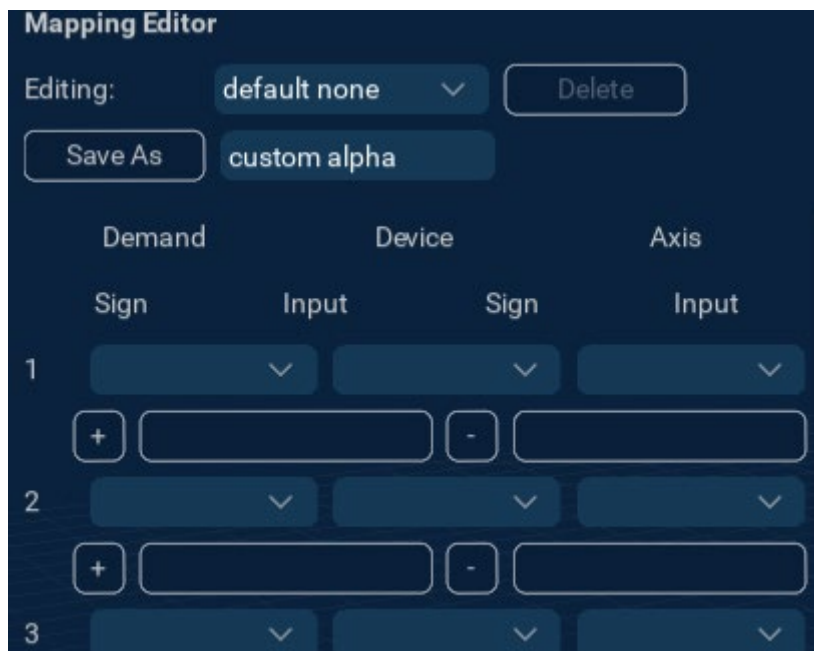 Mapping Editor
Editing: default none Delete
Save As custom alpha
Demand Device Axis
Sign Input Sign Input
1
+ -
2
+ -
3